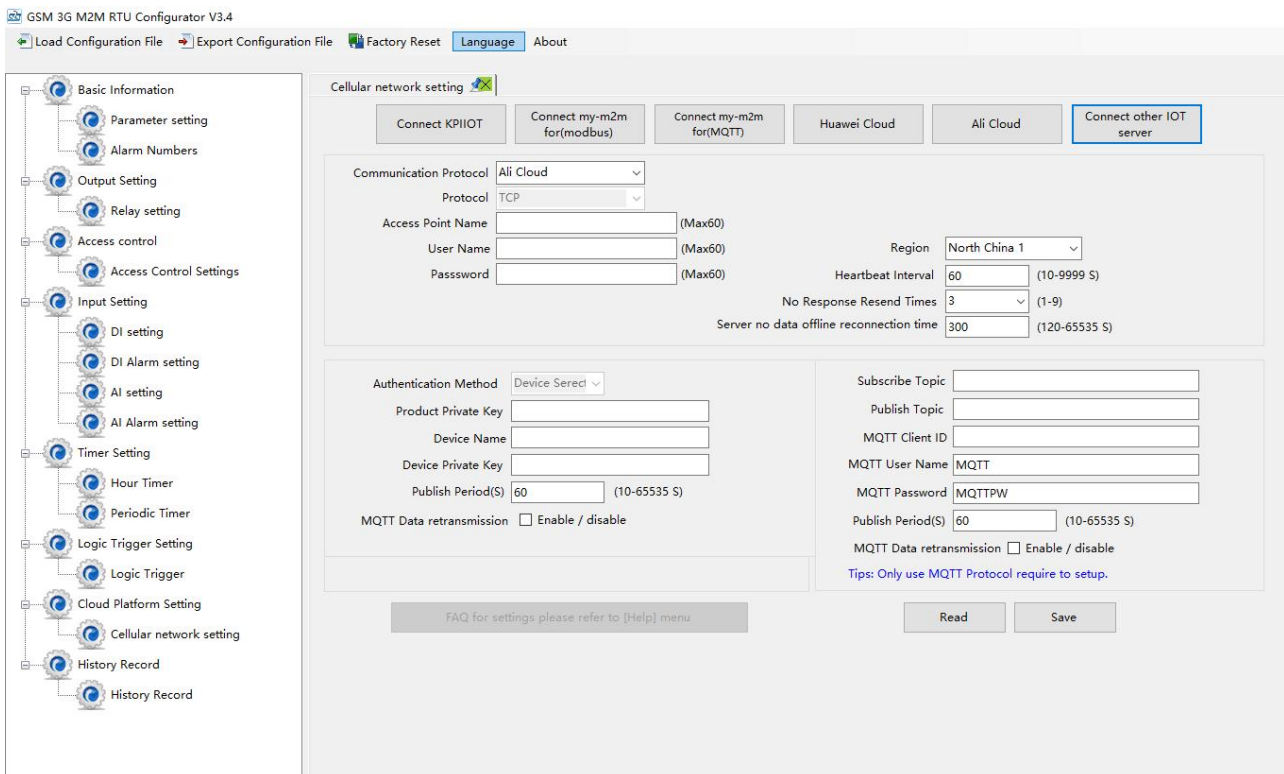 GSM 3G M2M RTU Configurator V3.4
Load Configuration File Export Configuration File Factory Reset Language About
Basic Information
Parameter setting
Alarm Numbers
Output Setting
Relay setting
Access control
Access Control Settings
Input Setting
DI setting
DI Alarm setting
AI setting
AI Alarm setting
Timer Setting
Hour Timer
Periodic Timer
Logic Trigger Setting
Logic Trigger
Cloud Platform Setting
Cellular network setting
History Record
History Record
Cellular network setting
Connect KPIIOT
Connect my-m2m
for(modbus)
Connect my-m2m
for(MQTT)
Huawei Cloud
Ali Cloud
Connect other IOT
server
Communication Protocol Ali Cloud
Protocol TCP
Access Point Name (Max60)
User Name (Max60)
Passsword (Max60)
Region North China 1
Heartbeat Interval 60 (10-9999 S)
No Response Resend Times 3 (1-9)
Server no data offline reconnection time 300 (120-65535 S)
Authentication Method Device Serect
Product Private Key
Device Name
Device Private Key
Publish Period(S) 60 (10-65535 S)
MQTT Data retransmission Enable / disable
Subscribe Topic
Publish Topic
MQTT Client ID
MQTT User Name MQTT
MQTT Password MQTTPW
Publish Period(S) 60 (10-65535 S)
MQTT Data retransmission Enable / disable
Tips: Only use MQTT Protocol require to setup.
FAQ for settings please refer to [Help] menu
Read Save